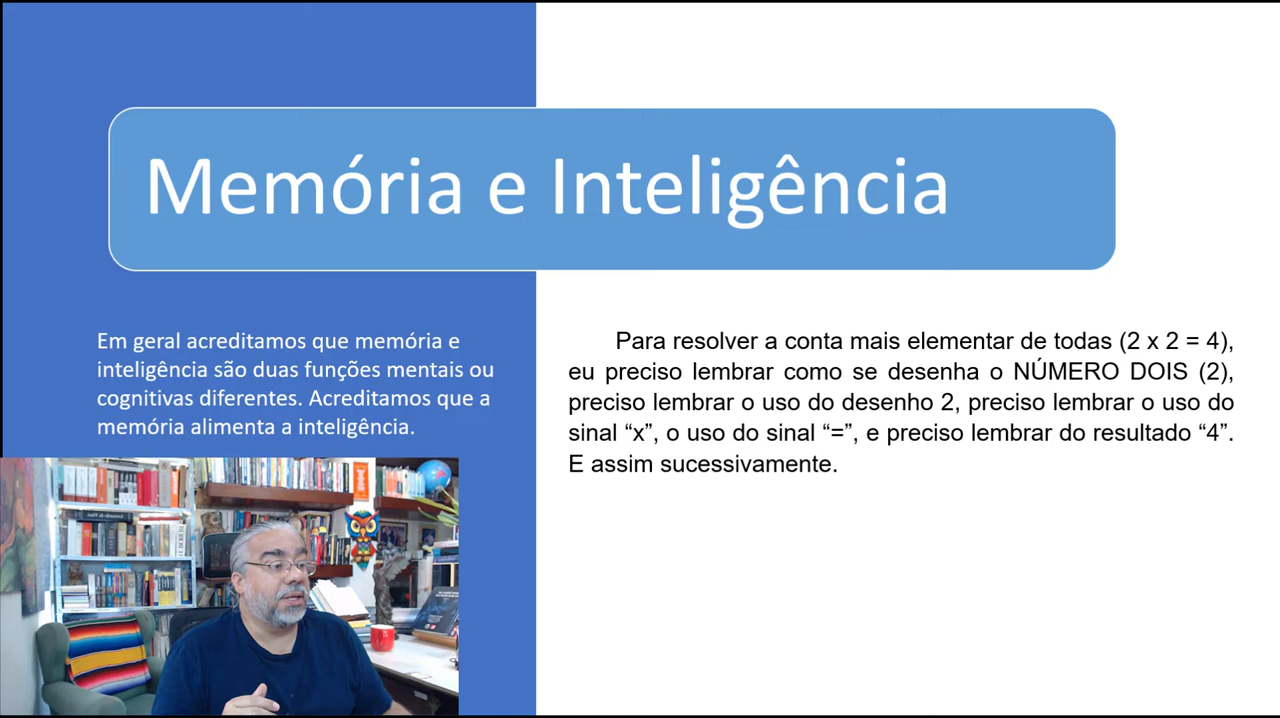 Memória e Inteligência
Em geral acreditamos que memória e
inteligência são duas funções mentais ou
cognitivas diferentes. Acreditamos que a
memória alimenta a inteligência.
Para resolver a conta mais elementar de todas (2 x 2 = 4),
eu preciso lembrar como se desenha o NÚMERO DOIS (2),
preciso lembrar o uso do desenho 2, preciso lembrar o uso do
sinal “x”, o uso do sinal “=”, e preciso lembrar do resultado “4”.
E assim sucessivamente.